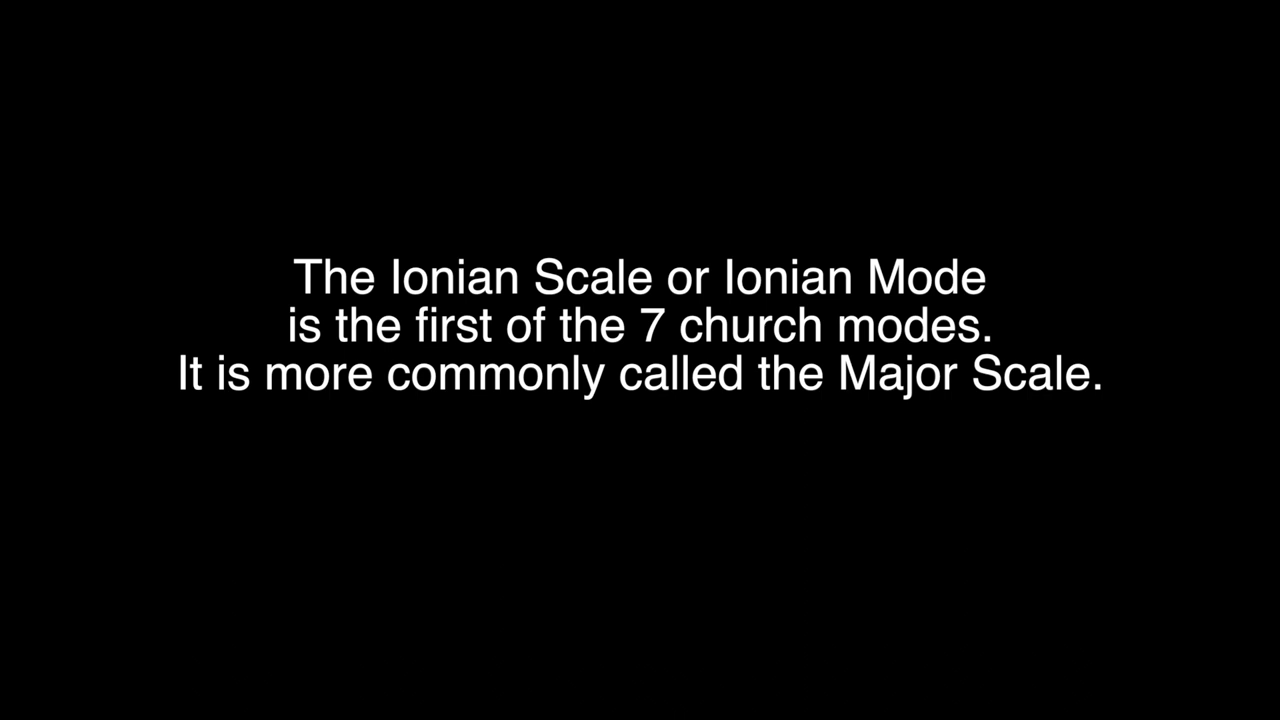 The Ionian Scale or Ionian Mode
is the first of the 7 church modes.
It is more commonly called the Major Scale.